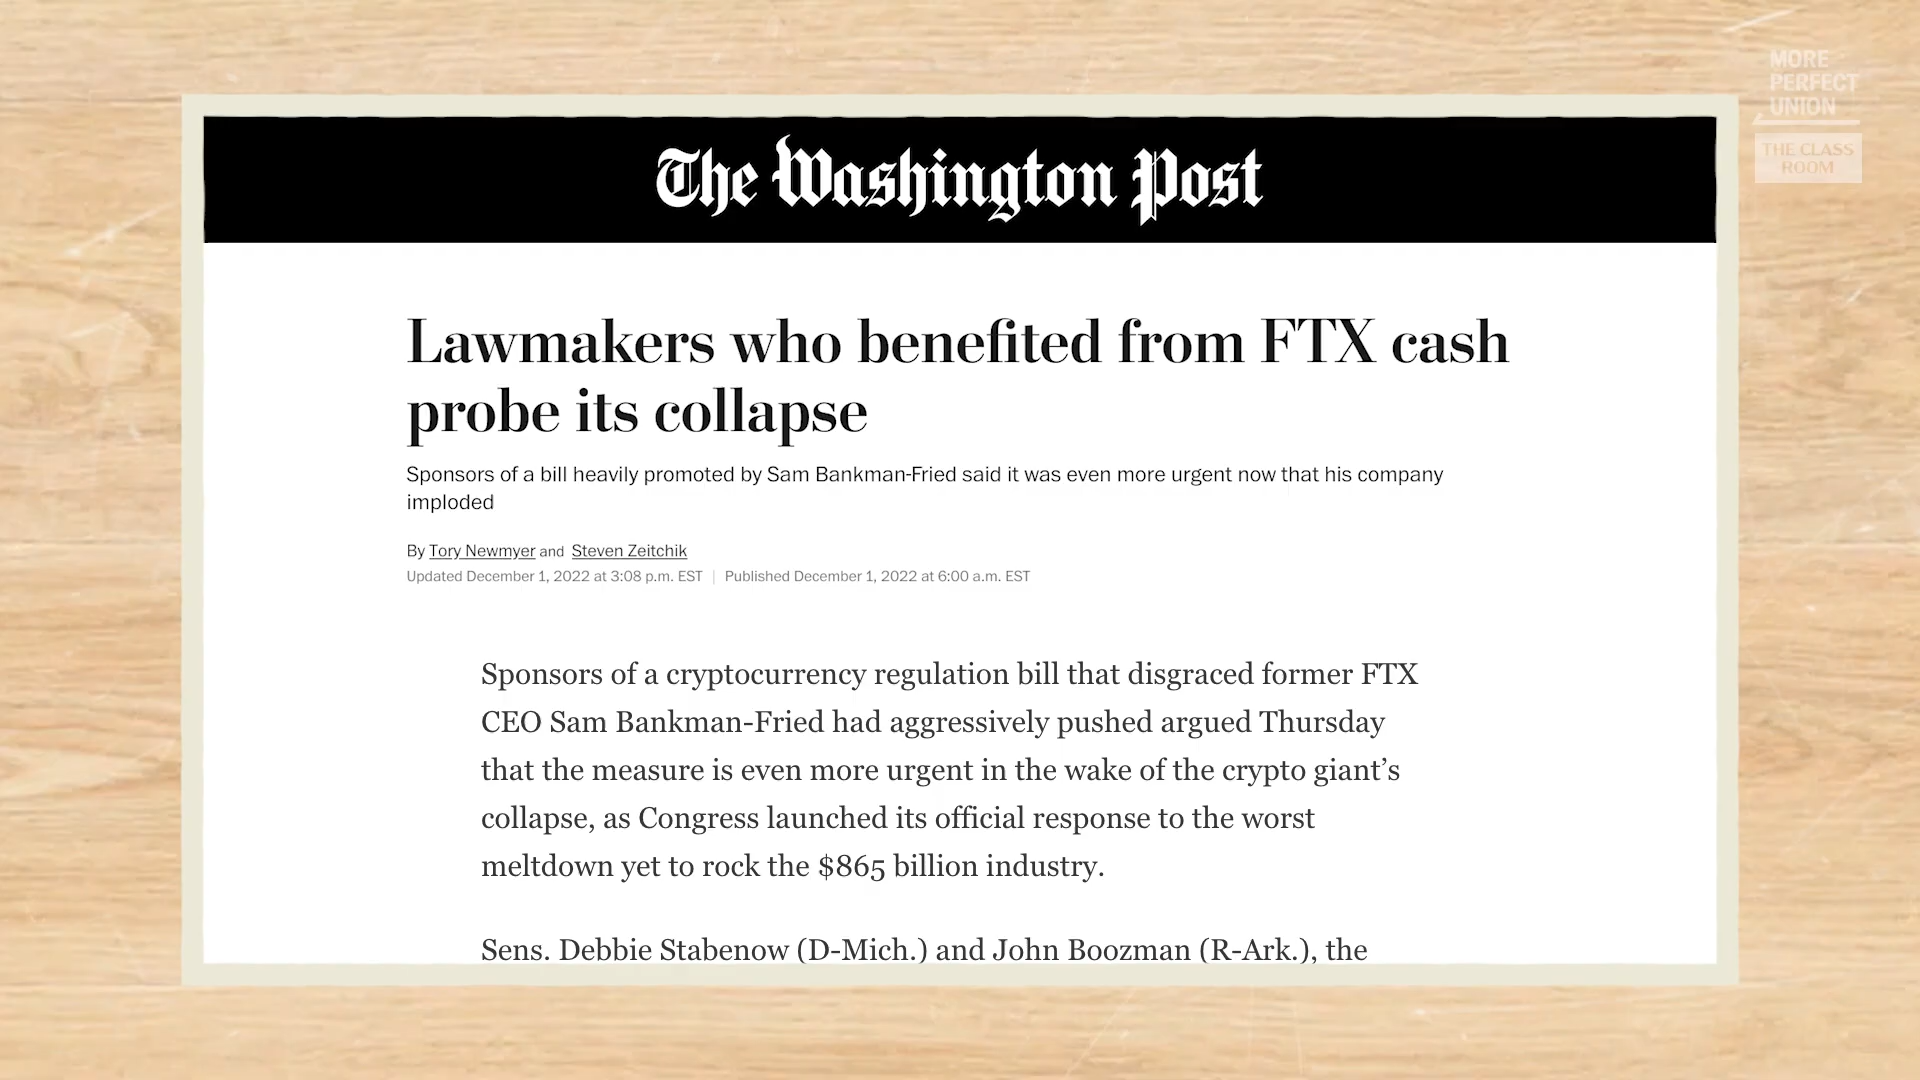 MORE
PERFECT
UNION
THE CLASS
ROOM
The Washington Post
Lawmakers who benefited from FTX cash
probe its collapse
Sponsors of a bill heavily promoted by Sam Bankman-Fried said it was even more urgent now that his company
imploded
By Tory Newmyer and Steven Zeitchik
Updated December 1, 2022 at 3:08 p.m. EST | Published December 1, 2022 at 6:00 a.m. EST
Sponsors of a cryptocurrency regulation bill that disgraced former FTX
CEO Sam Bankman-Fried had aggressively pushed argued Thursday
that the measure is even more urgent in the wake of the crypto giant’s
collapse, as Congress launched its official response to the worst
meltdown yet to rock the $865 billion industry.
Sens. Debbie Stabenow (D-Mich.) and John Boozman (R-Ark.), the